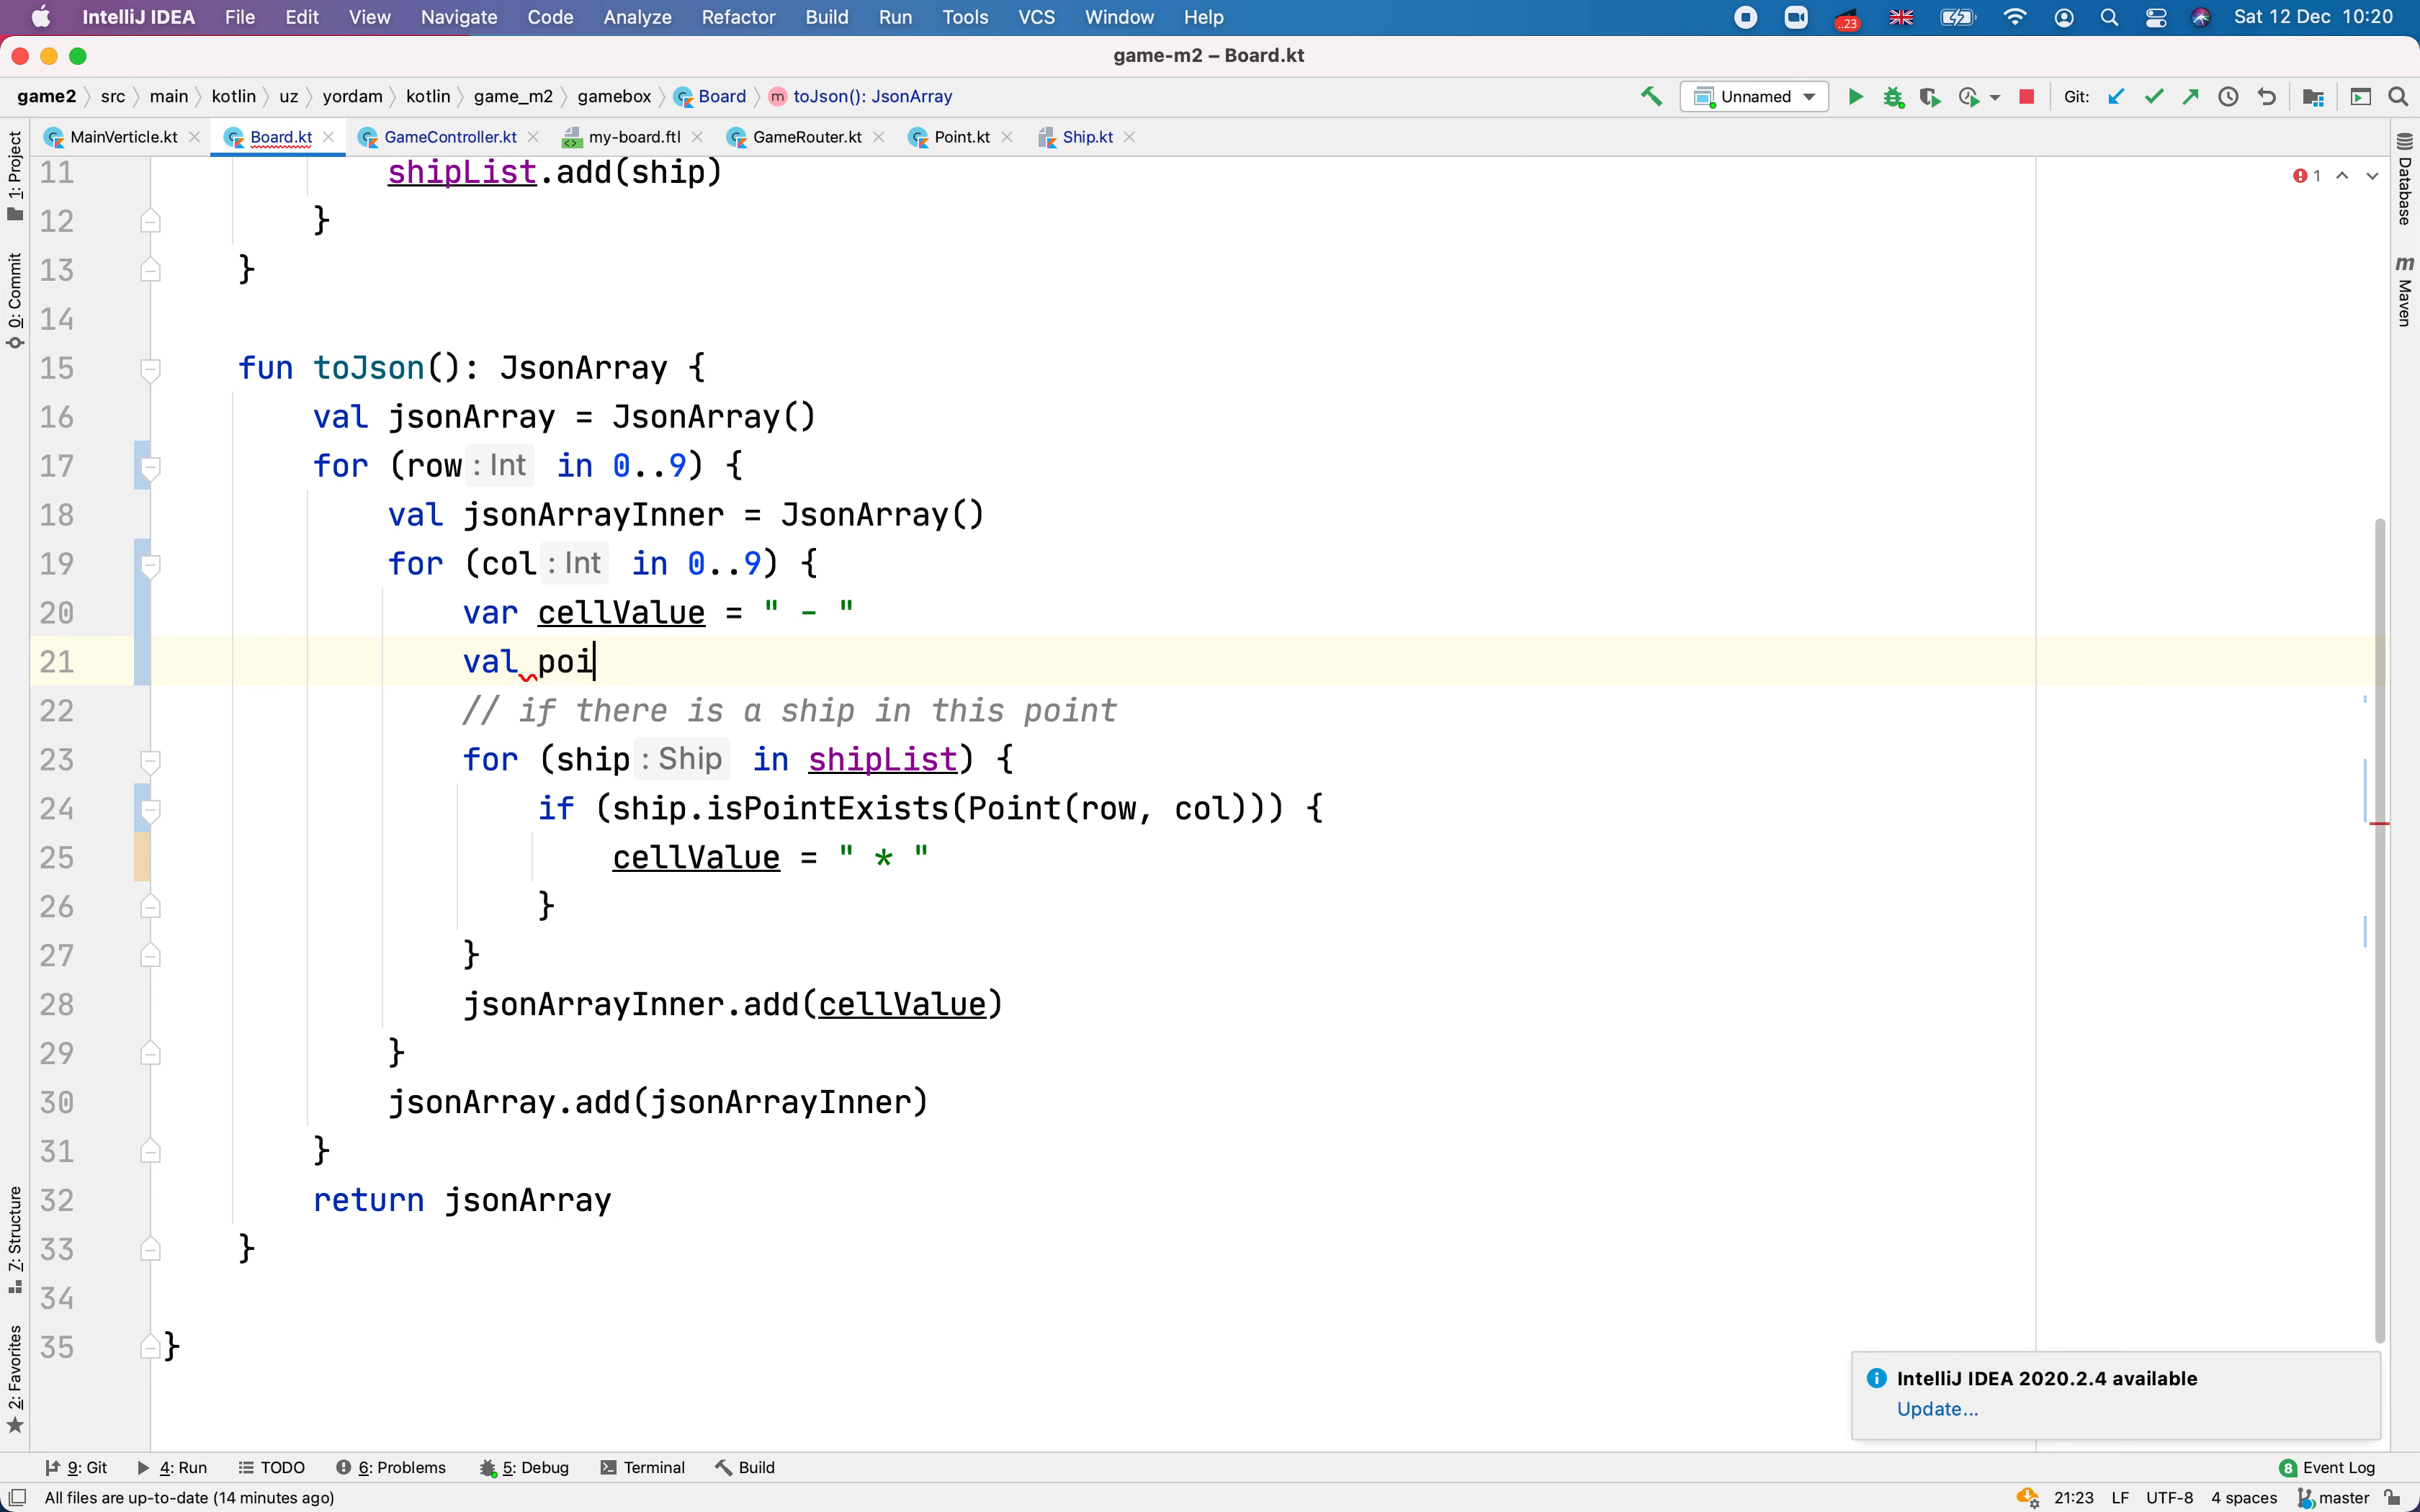 IntelliJ IDEA File Edit View Navigate Code Analyze Refactor Build Run Tools VCS Window Help ..23 Sat 12 Dec 10:20
game-m2 – Board.kt
game2 src main kotlin uz yordam kotlin game_m2 gamebox Board m toJson(): JsonArray Unnamed Git:
MainVerticle.kt Board.kt GameController.kt my-board.ftl GameRouter.kt Point.kt Ship.kt
1: Project
0: Commit
7: Structure
2: Favorites
Database
m Maven
1
11 shipList.add(ship)
12 }
13 }
14
15 fun toJson(): JsonArray {
16 val jsonArray = JsonArray()
17 for (row : Int in 0..9) {
18 val jsonArrayInner = JsonArray()
19 for (col : Int in 0..9) {
20 var cellValue = " - "
21 val poi
22 // if there is a ship in this point
23 for (ship : Ship in shipList) {
24 if (ship.isPointExists(Point(row, col))) {
25 cellValue = " * "
26 }
27 }
28 jsonArrayInner.add(cellValue)
29 }
30 jsonArray.add(jsonArrayInner)
31 }
32 return jsonArray
33 }
34
35 }
IntelliJ IDEA 2020.2.4 available
Update...
9: Git 4: Run TODO 6: Problems 5: Debug Terminal Build 8 Event Log
All files are up-to-date (14 minutes ago) 21:23 LF UTF-8 4 spaces master